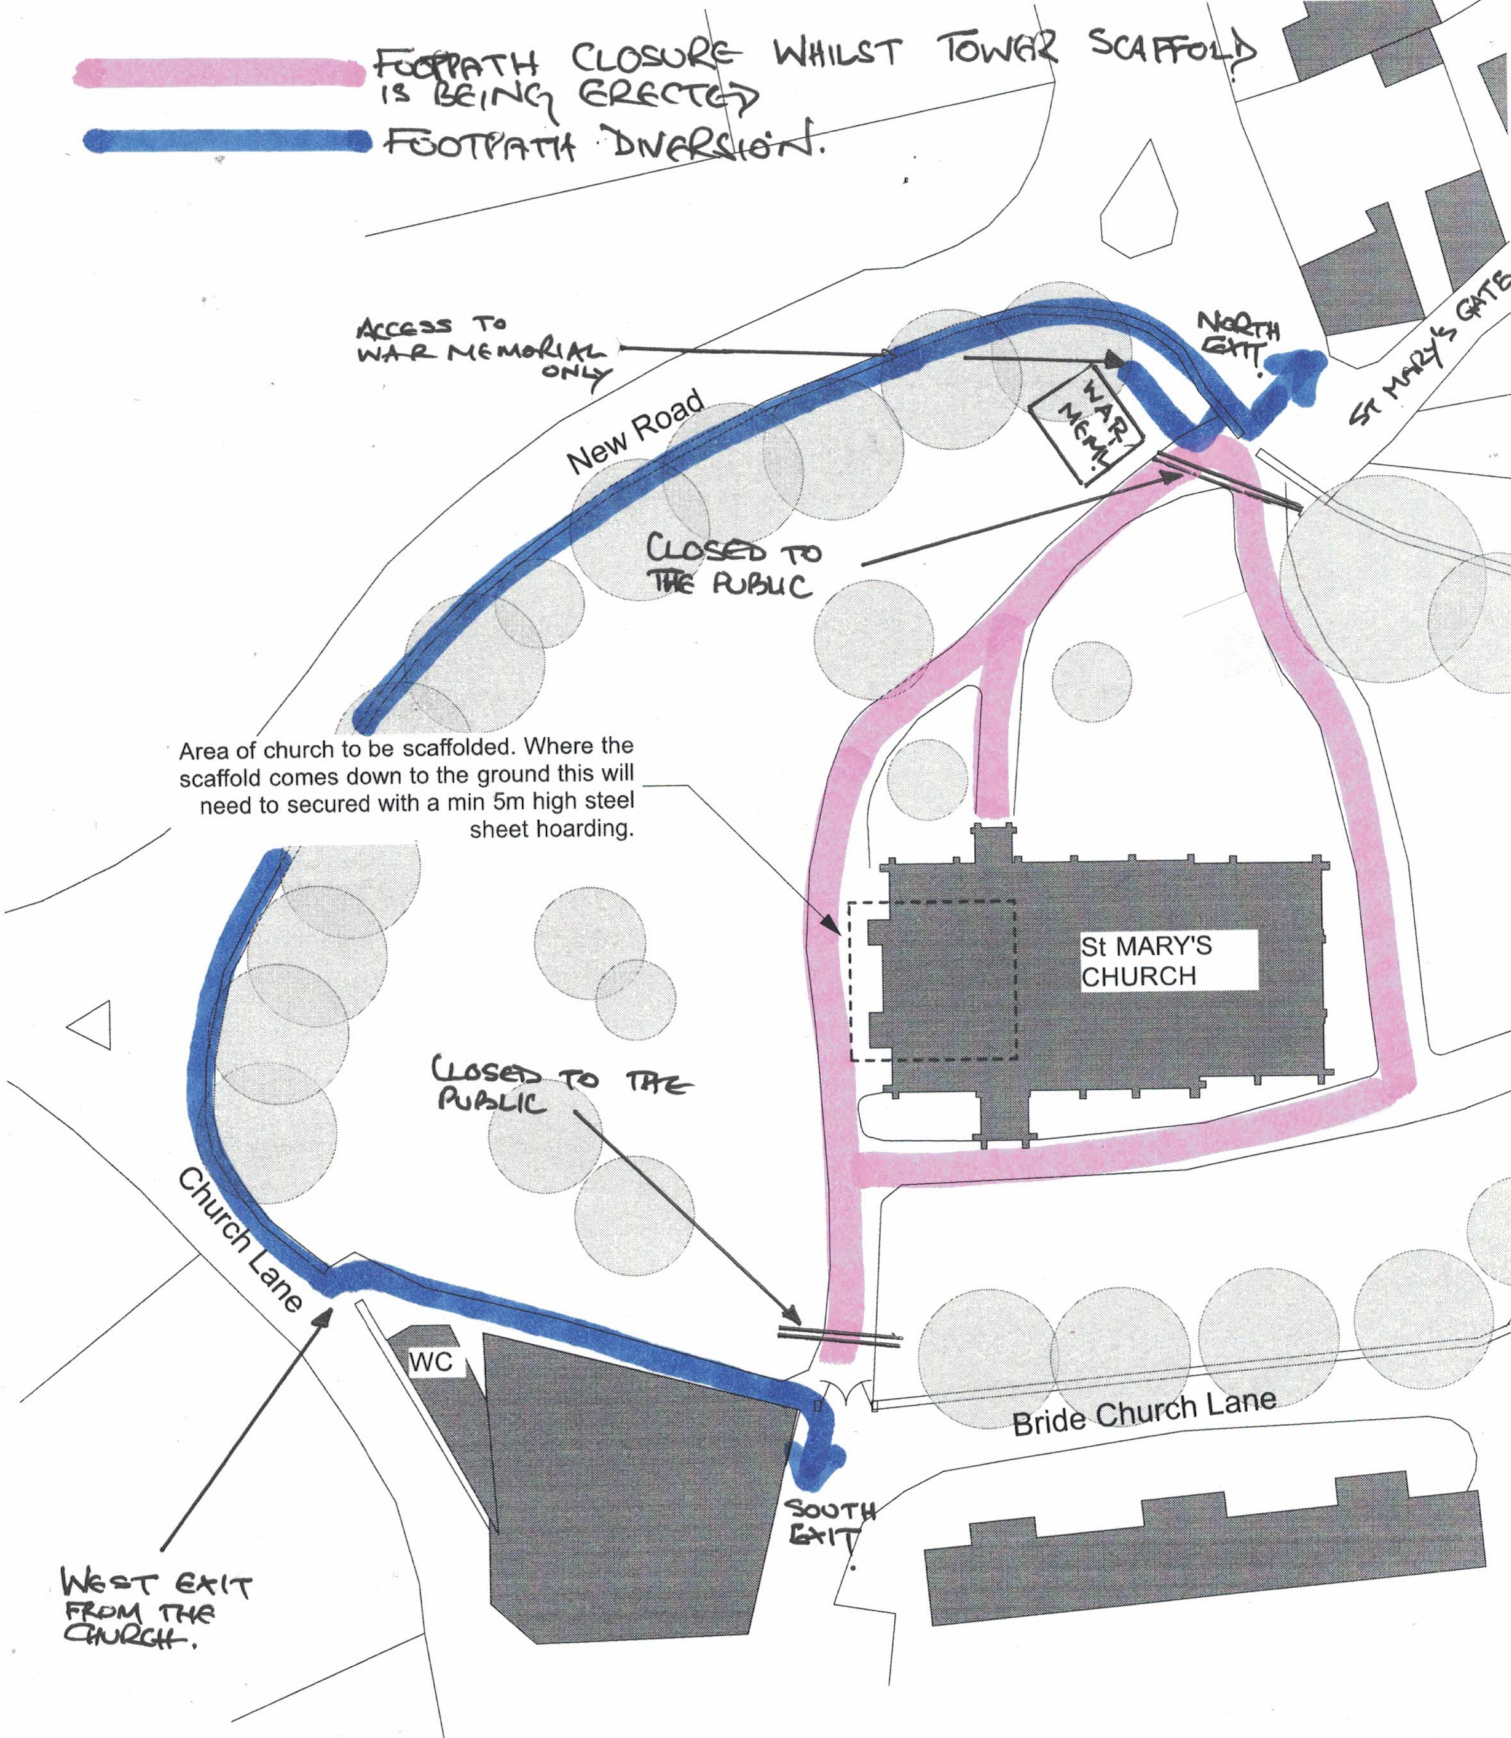 FOOTPATH CLOSURE WHILST TOWER SCAFFOLD
IS BEING ERECTED
FOOTPATH DIVERSION.
NORTH
EXIT.
ST MARY'S GATE
ACCESS TO
WAR MEMORIAL
ONLY
WAR
MEML.
New Road
CLOSED TO
THE PUBLIC
Area of church to be scaffolded. Where the
scaffold comes down to the ground this will
need to secured with a min 5m high steel
sheet hoarding.
St MARY'S
CHURCH
CLOSED TO THE
PUBLIC
Church Lane
WC
Bride Church Lane
SOUTH
EXIT.
WEST EXIT
FROM THE
CHURCH.